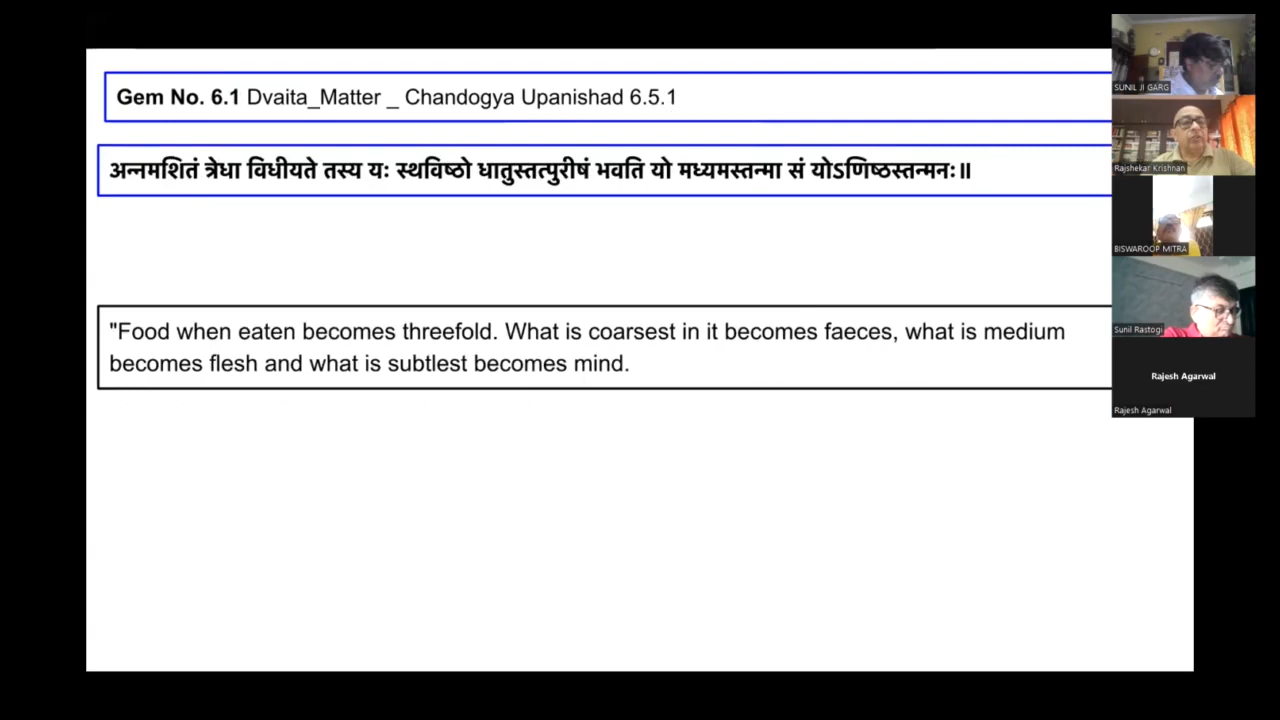 Gem No. 6.1 Dvaita_Matter _ Chandogya Upanishad 6.5.1
अन्नमशितं त्रेधा विधीयते तस्य यः स्थविष्ठो धातुस्तत्पुरीषं भवति यो मध्यमस्तन्मा सं योऽणिष्ठस्तन्मनः॥
"Food when eaten becomes threefold. What is coarsest in it becomes faeces, what is medium
becomes flesh and what is subtlest becomes mind.
SUNIL JI GARG
Rajshekar Krishnan
BISWAROOP MITRA
Sunil Rastogi
Rajesh Agarwal
Rajesh Agarwal